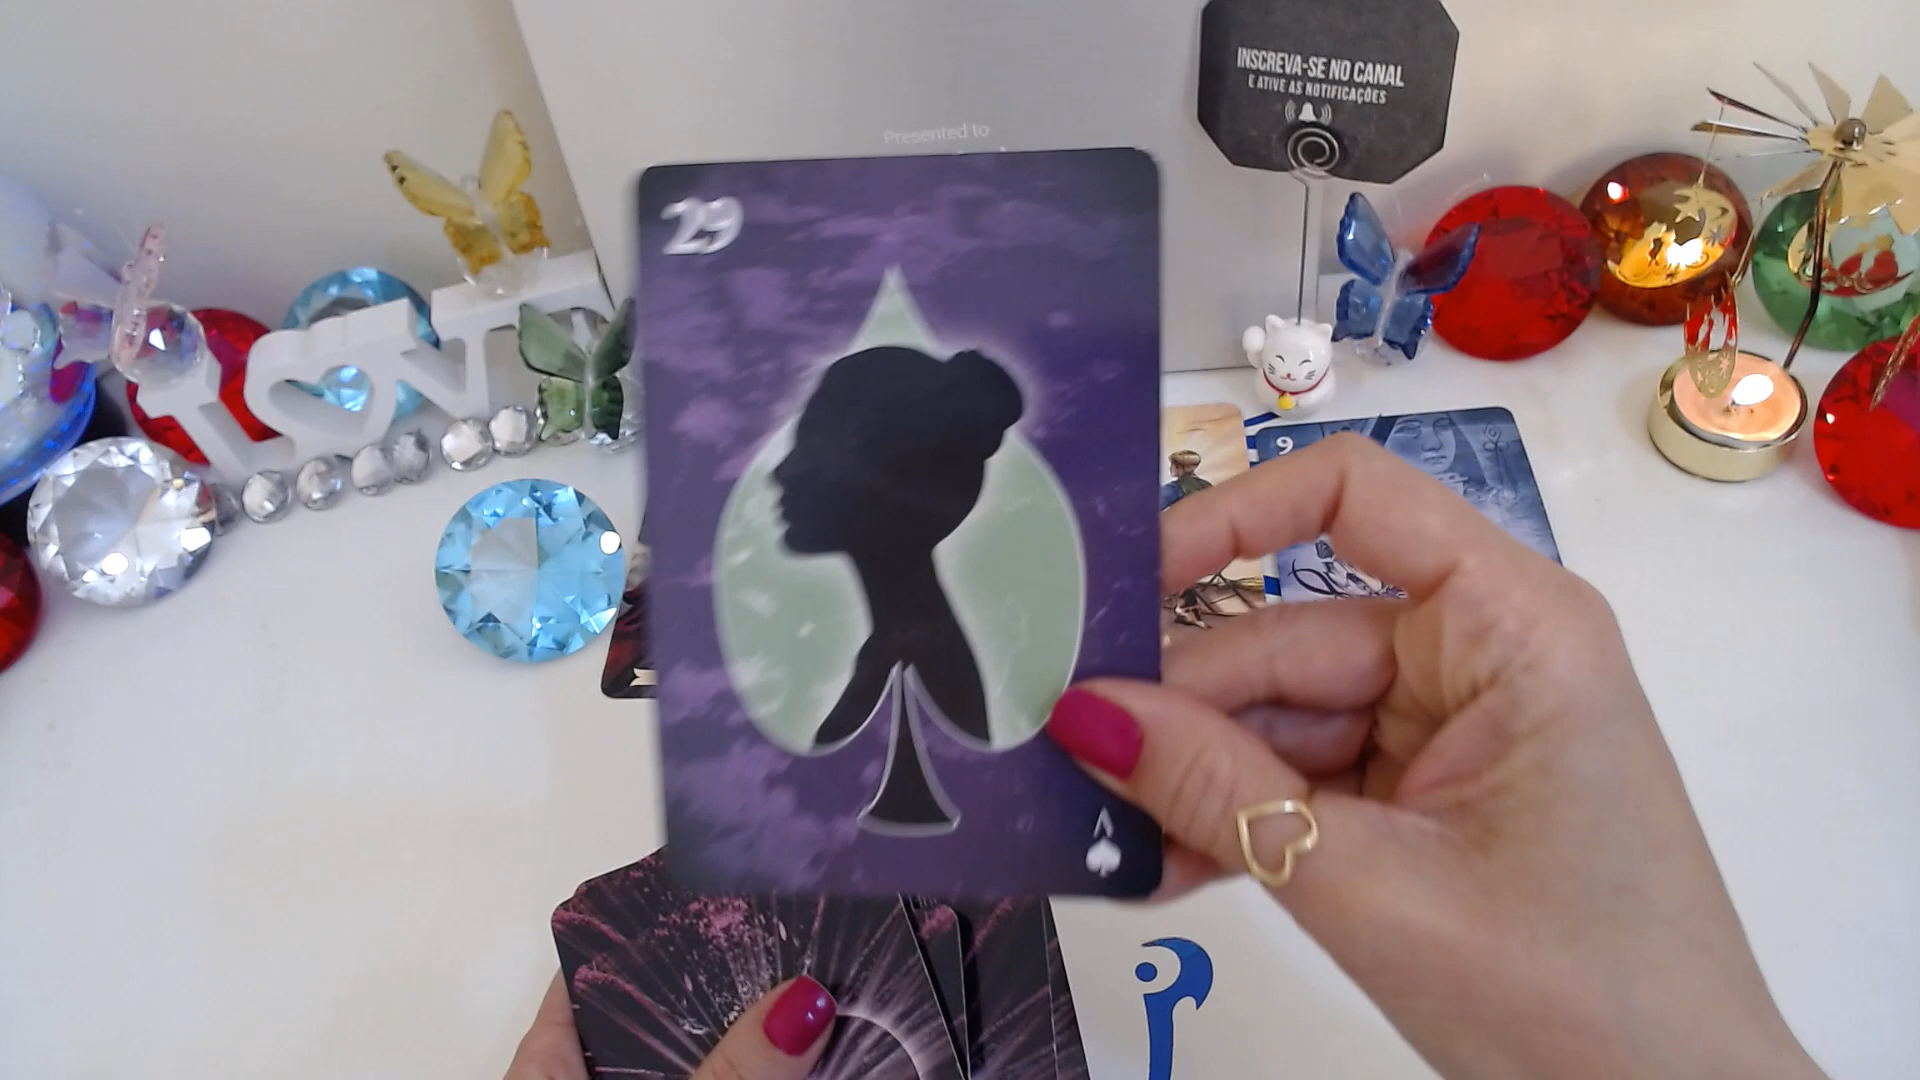 INSCREVA-SE NO CANAL
E ATIVE AS NOTIFICAÇÕES
Presented to
29
9
A